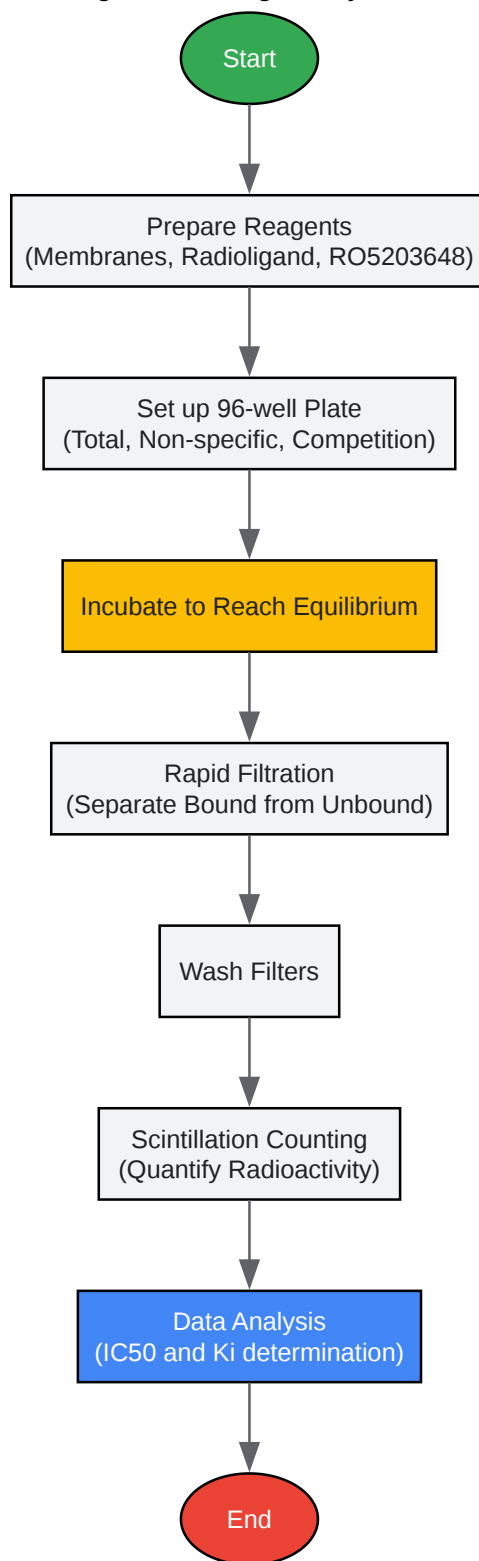 Start
Prepare Reagents
(Membranes, Radioligand, RO5203648)
Set up 96-well Plate
(Total, Non-specific, Competition)
Incubate to Reach Equilibrium
Rapid Filtration
(Separate Bound from Unbound)
Wash Filters
Scintillation Counting
(Quantify Radioactivity)
Data Analysis
(IC50 and Ki determination)
End